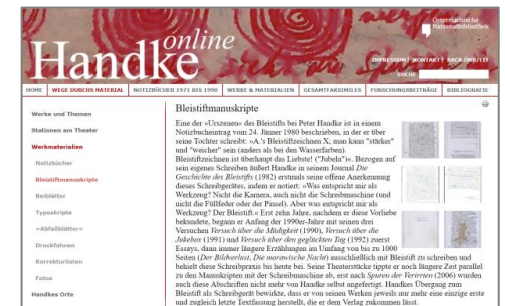 Österreichische
Nationalbibliothek
Handke
online
IMPRESSUM | KONTAKT | BACK ÖNB/LIT
SUCHE
HOME WEGE DURCHS MATERIAL NOTIZBÜCHER 1971 BIS 1990 WERKE & MATERIALIEN GESAMTFAKSIMILES FORSCHUNGSBEITRÄGE BIBLIOGRAFIE
Werke und Themen
Stationen am Theater
Werkmaterialien
Notizbücher
Bleistiftmanuskripte
Beiblätter
Typoskripte
»Abfallblätter«
Druckfahnen
Korrekturlisten
Fotos
Handkes Orte
Bleistiftmanuskripte
Eine der »Urszenen« des Bleistifts bei Peter Handke ist in einem
Notizbucheintrag vom 24. Jänner 1980 beschrieben, in der er über
seine Tochter schreibt: »A.'s Bleistiftzeichnen X; man kann "stärker"
und "weicher" sein (anders als bei den Wasserfarben).
Bleistiftzeichnen ist überhaupt das Liebste! ("Jubeln")«. Bezogen auf
sein eigenes Schreiben äußert Handke in seinem Journal Die
Geschichte des Bleistifts (1982) erstmals seine offene Anerkennung
dieses Schreibgerätes, indem er notiert: »Was entspricht mir als
Werkzeug? Nicht die Kamera, auch nicht die Schreibmaschine (und
nicht die Füllfeder oder der Pinsel). Aber was entspricht mir als
Werkzeug? Der Bleistift.« Erst zehn Jahre, nachdem er diese Vorliebe
bekundete, begann er Anfang der 1990er-Jahre mit seinen drei
Versuchen Versuch über die Müdigkeit (1990), Versuch über die
Jukebox (1991) und Versuch über den geglückten Tag (1992) zuerst
Essays, dann immer längere Erzählungen im Umfang von bis zu 1000
Seiten (Der Bildverlust, Die morawische Nacht) ausschließlich mit Bleistift zu schreiben und
behielt diese Schreibpraxis bis heute bei. Seine Theaterstücke tippte er noch längere Zeit parallel
zu den Manuskripten mit der Schreibmaschine ab, erst nach Spuren der Verirrten (2006) wurden
auch diese Abschriften nicht mehr von Handke selbst angefertigt. Handkes Übergang zum
Bleistift als Schreibgerät bewirkte, dass er von seinen Werken jeweils nur mehr eine einzige erste
und zugleich letzte Textfassung herstellt, die er dem Verlag zukommen lässt.